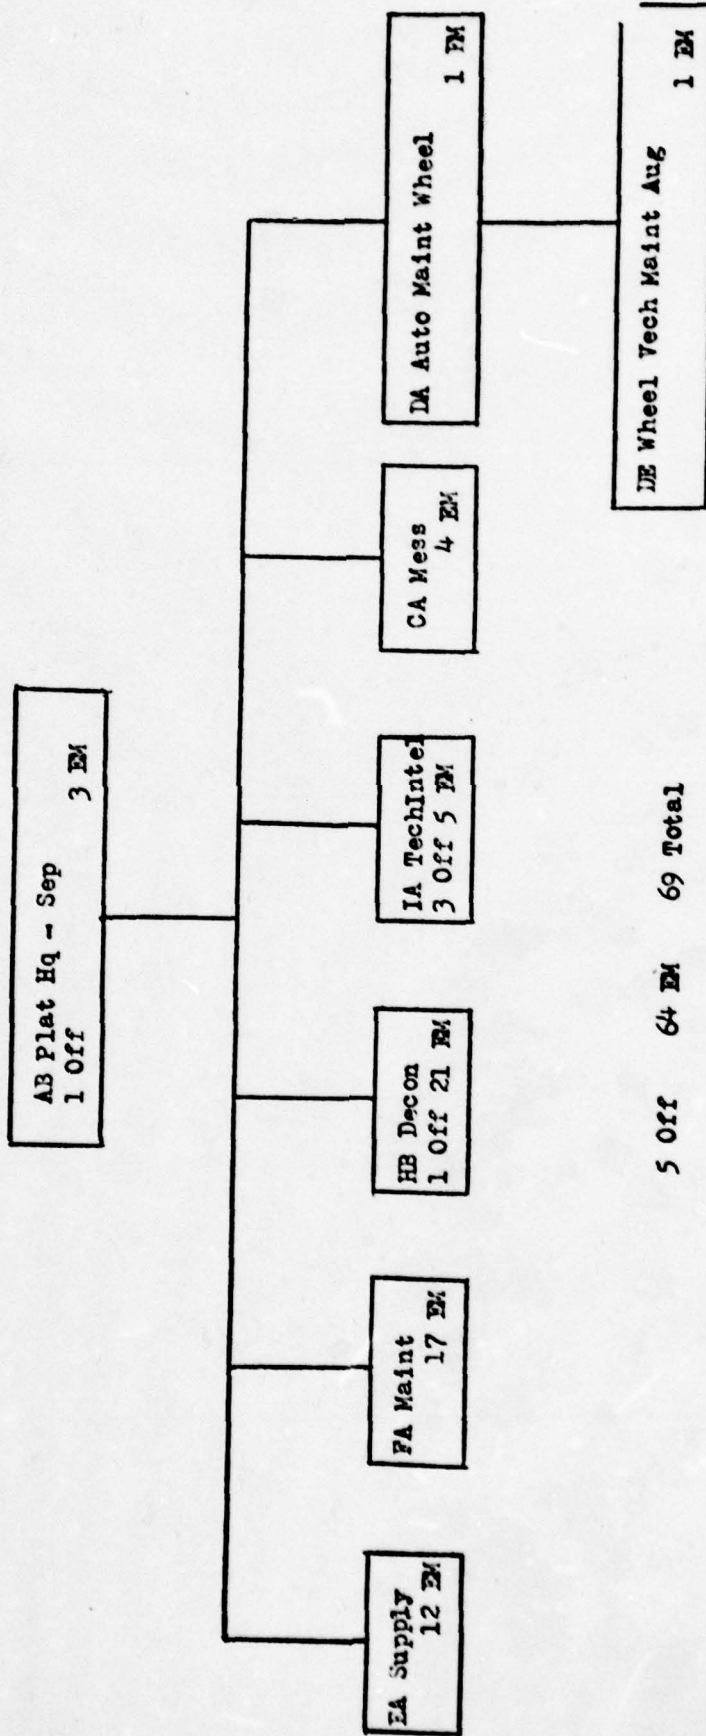 AB Plat Hq - Sep
1 Off 3 EM
EA Supply
12 EM
FA Maint
17 EM
HB Decon
1 Off 21 EM
IA TechIntel
3 Off 5 EM
CA Mess
4 EM
DA Auto Maint Wheel
1 EM
DE Wheel Vech Maint Aug
1 EM
5 Off 64 EM 69 Total